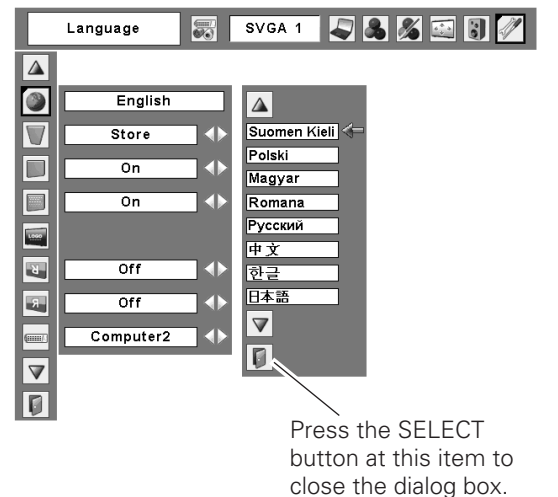 Language
SVGA 1
English
Store
On
On
Off
Off
Computer2
Suomen Kieli
Polski
Magyar
Romana
Русский
中文
한글
日本語
Press the SELECT
button at this item to
close the dialog box.